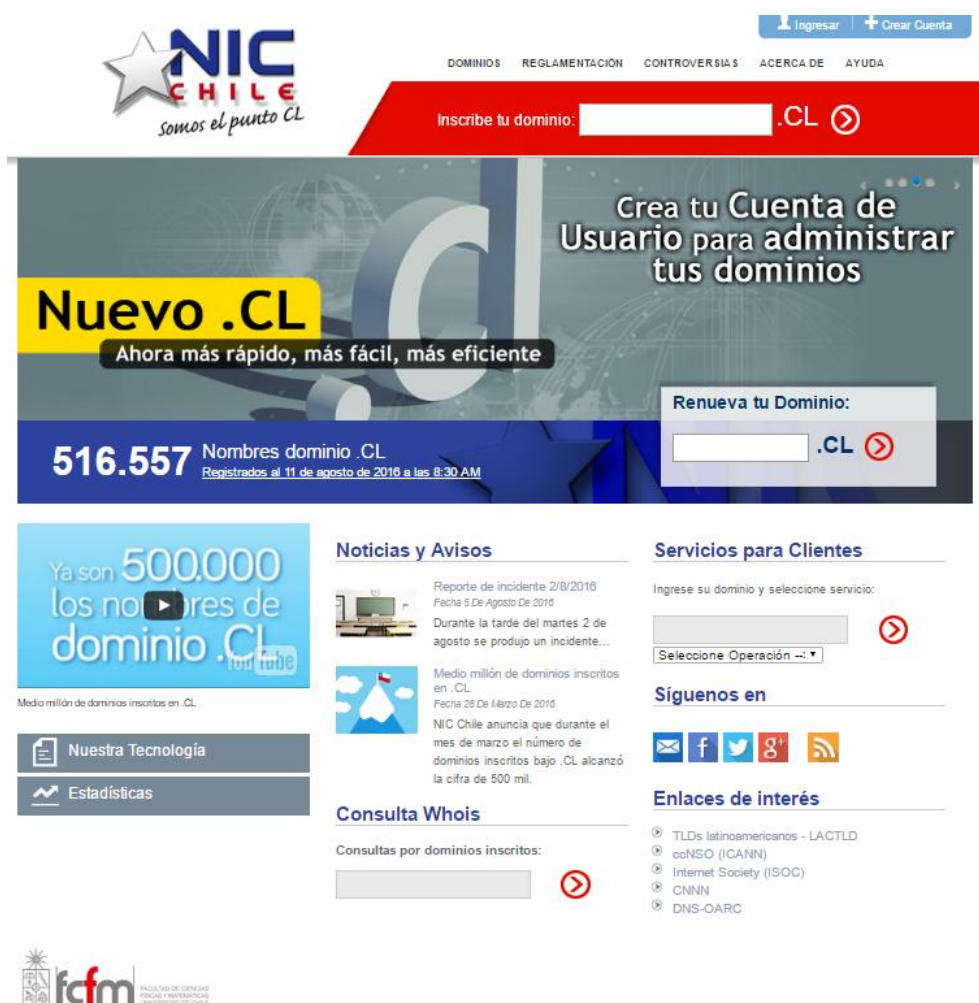 Ingresar
Crear Cuenta
NIC
CHILE
Somos el punto CL
DOMINIOS REGLAMENTACIÓN CONTROVERSIAS ACERCA DE AYUDA
Inscribe tu dominio: .CL
Crea tu Cuenta de
Usuario para administrar
tus dominios
.cl
Nuevo .CL
Ahora más rápido, más fácil, más eficiente
Renueva tu Dominio:
.CL
516.557 Nombres dominio .CL
Registrados al 11 de agosto de 2016 a las 8:30 AM
Ya son 500.000
los nombres de
dominio .CL
YouTube
Medio millón de dominios inscritos en .CL
Nuestra Tecnología
Estadísticas
Noticias y Avisos
Reporte de incidente 2/8/2016
Fecha 5 De Agosto De 2016
Durante la tarde del martes 2 de
agosto se produjo un incidente...
Medio millón de dominios inscritos
en .CL
Fecha 28 De Marzo De 2016
NIC Chile anuncia que durante el
mes de marzo el número de
dominios inscritos bajo .CL alcanzó
la cifra de 500 mil.
Consulta Whois
Consultas por dominios inscritos:
Servicios para Clientes
Ingrese su dominio y seleccione servicio:
Seleccione Operación --:
Síguenos en
Enlaces de interés
TLDs latinoamericanos - LACTLD
ccNSO (ICANN)
Internet Society (ISOC)
CNNN
DNS-OARC
fcfm
FACULTAD DE CIENCIAS
FÍSICAS Y MATEMÁTICAS
UNIVERSIDAD DE CHILE